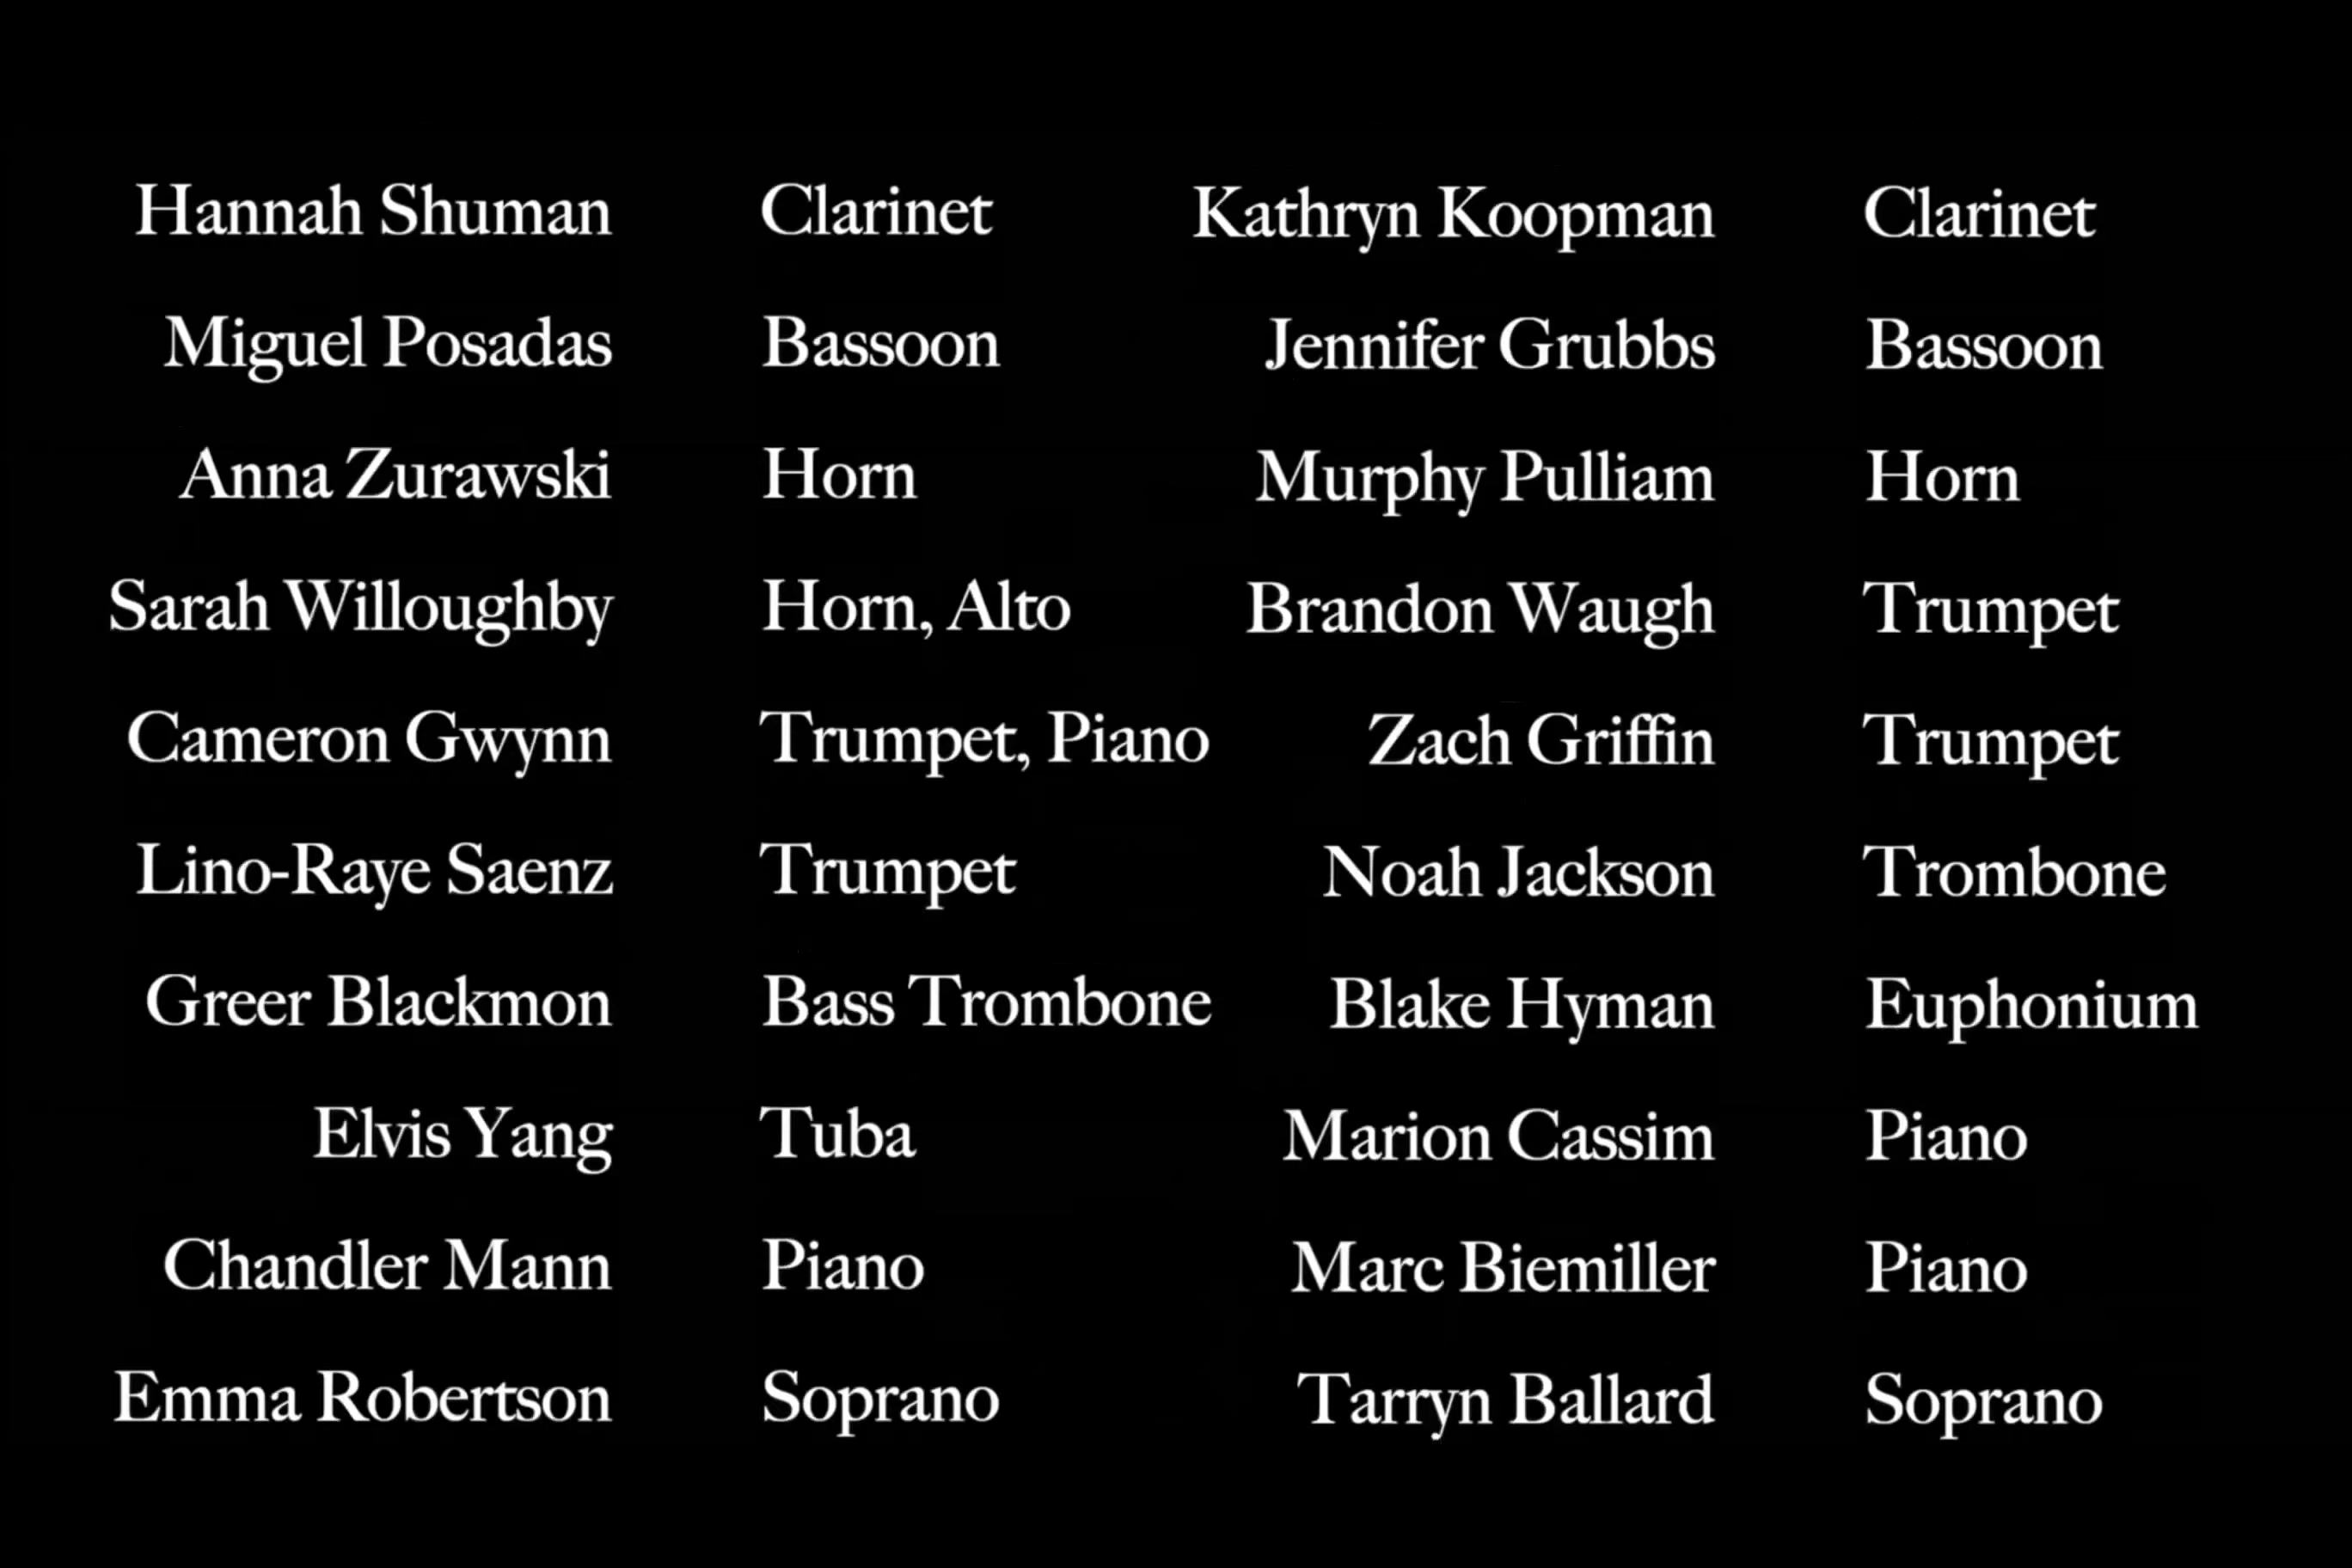 Hannah Shuman Clarinet Kathryn Koopman Clarinet
Miguel Posadas Bassoon Jennifer Grubbs Bassoon
Anna Zurawski Horn Murphy Pulliam Horn
Sarah Willoughby Horn, Alto Brandon Waugh Trumpet
Cameron Gwynn Trumpet, Piano Zach Griffin Trumpet
Lino-Raye Saenz Trumpet Noah Jackson Trombone
Greer Blackmon Bass Trombone Blake Hyman Euphonium
Elvis Yang Tuba Marion Cassim Piano
Chandler Mann Piano Marc Biemiller Piano
Emma Robertson Soprano Tarryn Ballard Soprano